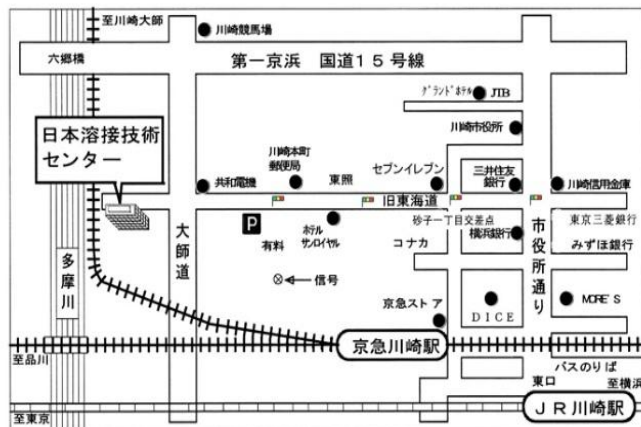 至川崎大師
川崎競馬場
六郷橋
第一京浜 国道15号線
グランドホテル JTB
川崎市役所
日本溶接技術
センター
川崎本町
郵便局
東照
セブンイレブン
三井住友
銀行
共和電機
川崎信用金庫
旧東海道
P
有料
ホテル
サンロイヤル
砂子一丁目交差点
コナカ
横浜銀行
東京三菱銀行
みずほ銀行
大師道
市役所通り
多摩川
信号
京急ストア
DICE
MORE'S
京急川崎駅
至品川
バスのりば
東口
至横浜
至東京
JR川崎駅